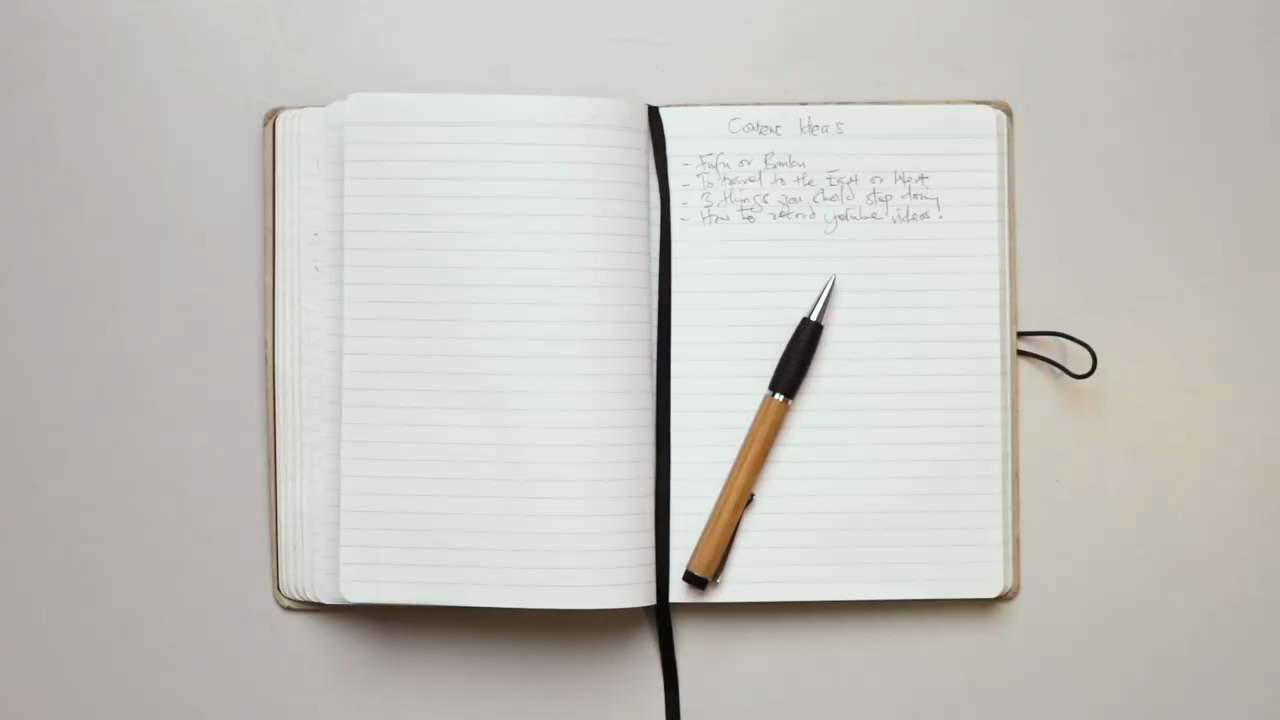 Content Ideas
- Fufu or Banku
- To travel to the East or West
- 3 things you should stop doing
- How to record youtube videos!